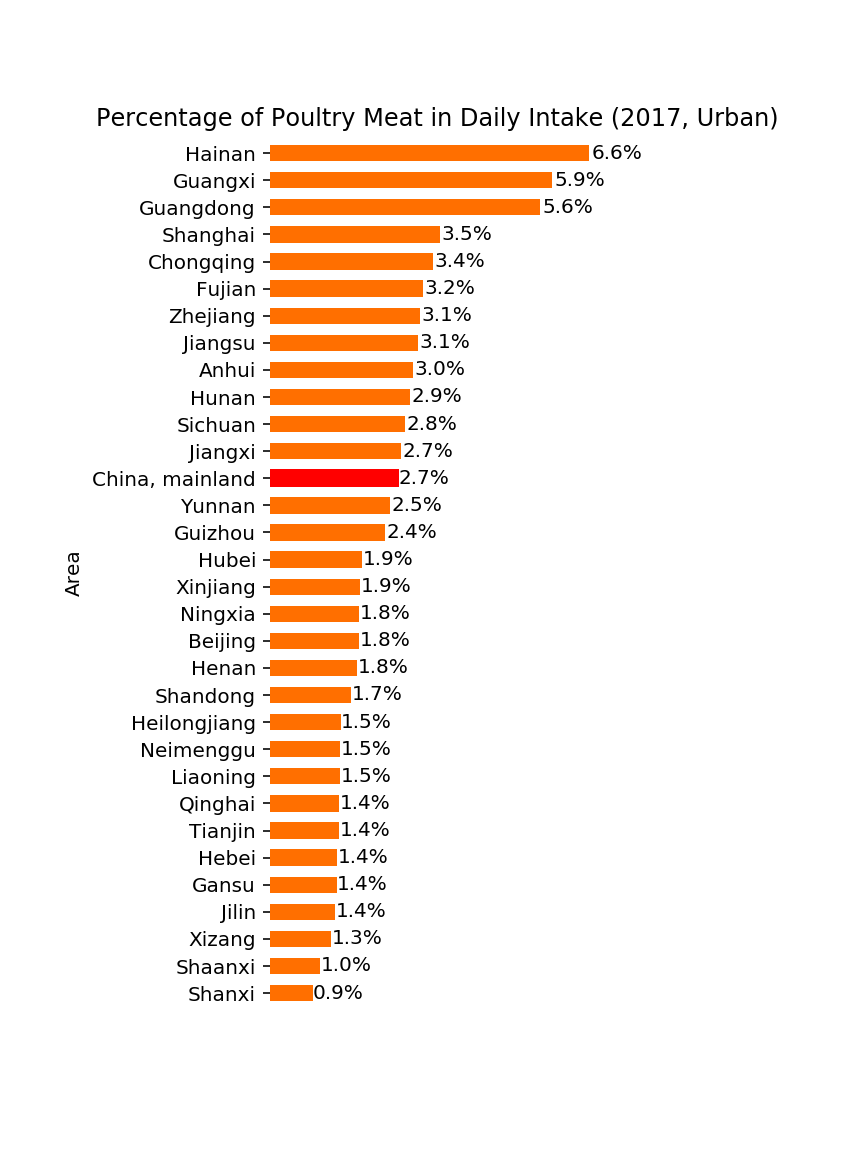 Percentage of Poultry Meat in Daily Intake (2017, Urban)
Hainan 6.6%
Guangxi 5.9%
Guangdong 5.6%
Shanghai 3.5%
Chongqing 3.4%
Fujian 3.2%
Zhejiang 3.1%
Jiangsu 3.1%
Anhui 3.0%
Hunan 2.9%
Sichuan 2.8%
Jiangxi 2.7%
China, mainland 2.7%
Yunnan 2.5%
Guizhou 2.4%
Hubei 1.9%
Area
Xinjiang 1.9%
Ningxia 1.8%
Beijing 1.8%
Henan 1.8%
Shandong 1.7%
Heilongjiang 1.5%
Neimenggu 1.5%
Liaoning 1.5%
Qinghai 1.4%
Tianjin 1.4%
Hebei 1.4%
Gansu 1.4%
Jilin 1.4%
Xizang 1.3%
Shaanxi 1.0%
Shanxi 0.9%